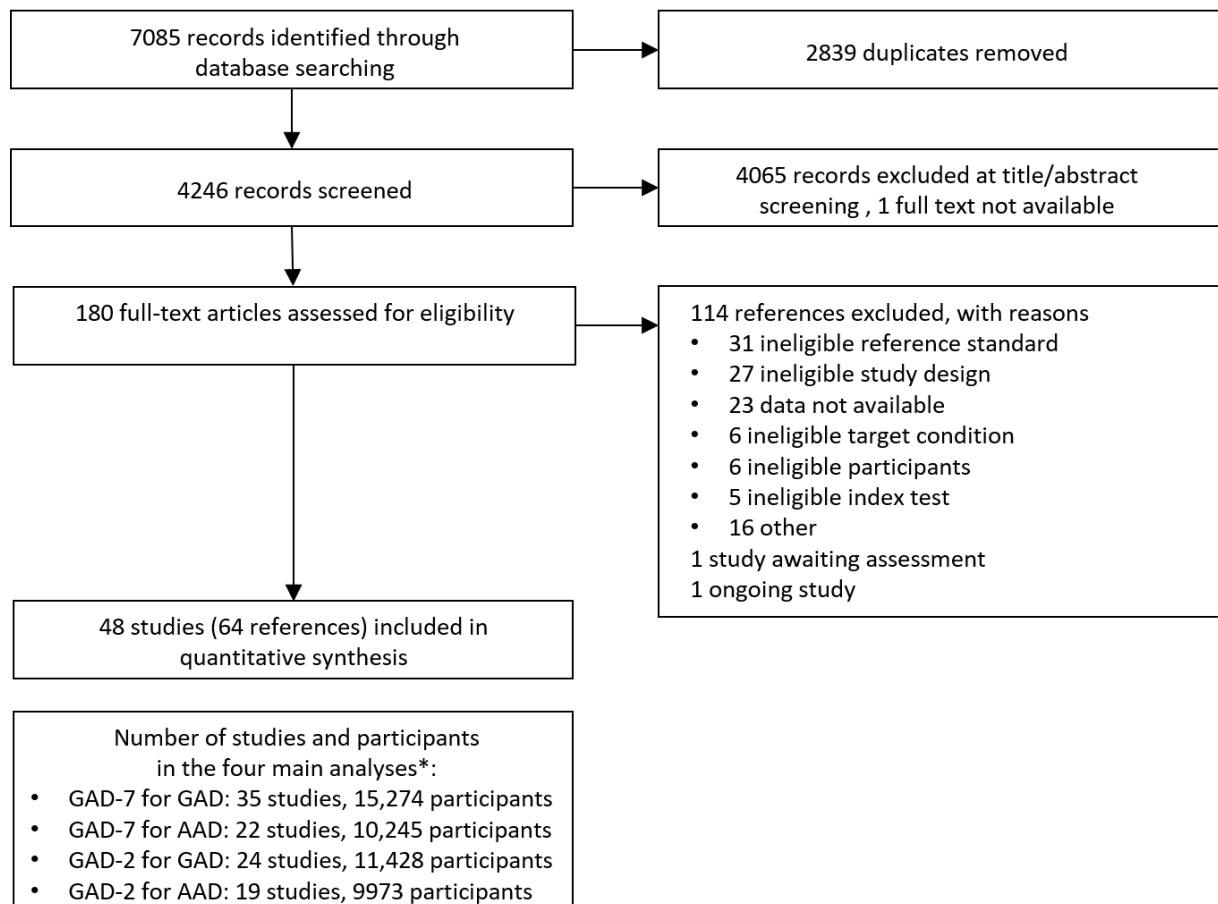 7085 records identified through
database searching
2839 duplicates removed
4246 records screened
4065 records excluded at title/abstract
screening , 1 full text not available
180 full-text articles assessed for eligibility
114 references excluded, with reasons
• 31 ineligible reference standard
• 27 ineligible study design
• 23 data not available
• 6 ineligible target condition
• 6 ineligible participants
• 5 ineligible index test
• 16 other
1 study awaiting assessment
1 ongoing study
48 studies (64 references) included in
quantitative synthesis
Number of studies and participants
in the four main analyses*:
• GAD-7 for GAD: 35 studies, 15,274 participants
• GAD-7 for AAD: 22 studies, 10,245 participants
• GAD-2 for GAD: 24 studies, 11,428 participants
• GAD-2 for AAD: 19 studies, 9973 participants